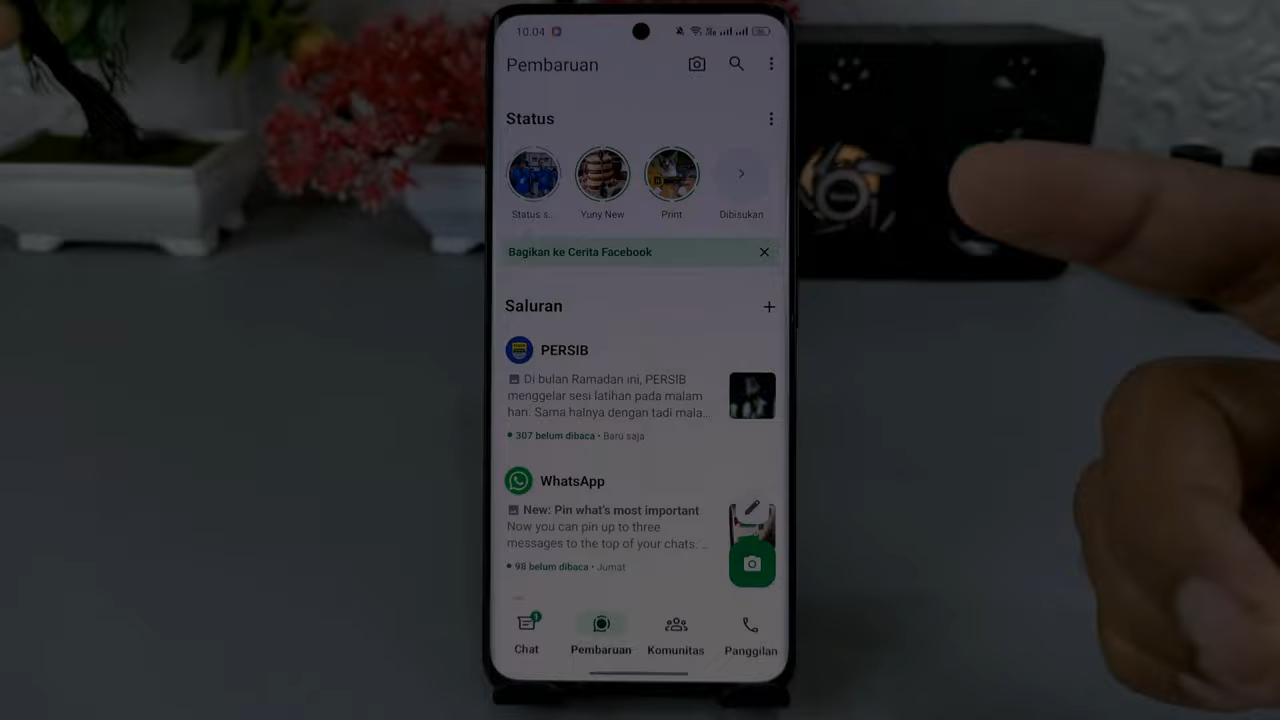 10.04
Pembaruan
Status
Status s...
Yuny New
Print
Dibisukan
Bagikan ke Cerita Facebook
Saluran
PERSIB
Di bulan Ramadan ini, PERSIB
menggelar sesi latihan pada malam
hari. Sama halnya dengan tadi mala...
307 belum dibaca • Baru saja
WhatsApp
New: Pin what's most important
Now you can pin up to three
messages to the top of your chats. ...
98 belum dibaca • Jumat
1
Chat
Pembaruan
Komunitas
Panggilan